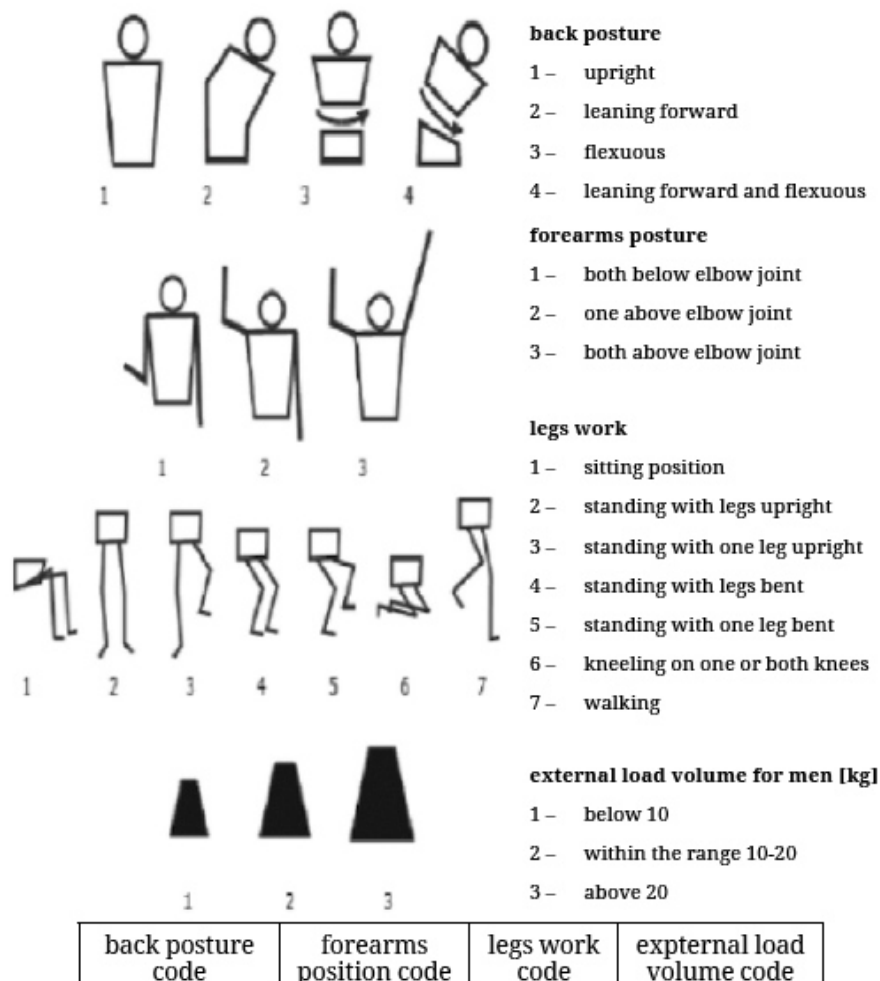 back posture
1 – upright
2 – leaning forward
3 – flexuous
4 – leaning forward and flexuous
1 2 3 4
forearms posture
1 – both below elbow joint
2 – one above elbow joint
3 – both above elbow joint
1 2 3
legs work
1 – sitting position
2 – standing with legs upright
3 – standing with one leg upright
4 – standing with legs bent
5 – standing with one leg bent
6 – kneeling on one or both knees
7 – walking
1 2 3 4 5 6 7
external load volume for men [kg]
1 – below 10
2 – within the range 10-20
3 – above 20
1 2 3
back posture code
forearms position code
legs work code
expternal load volume code